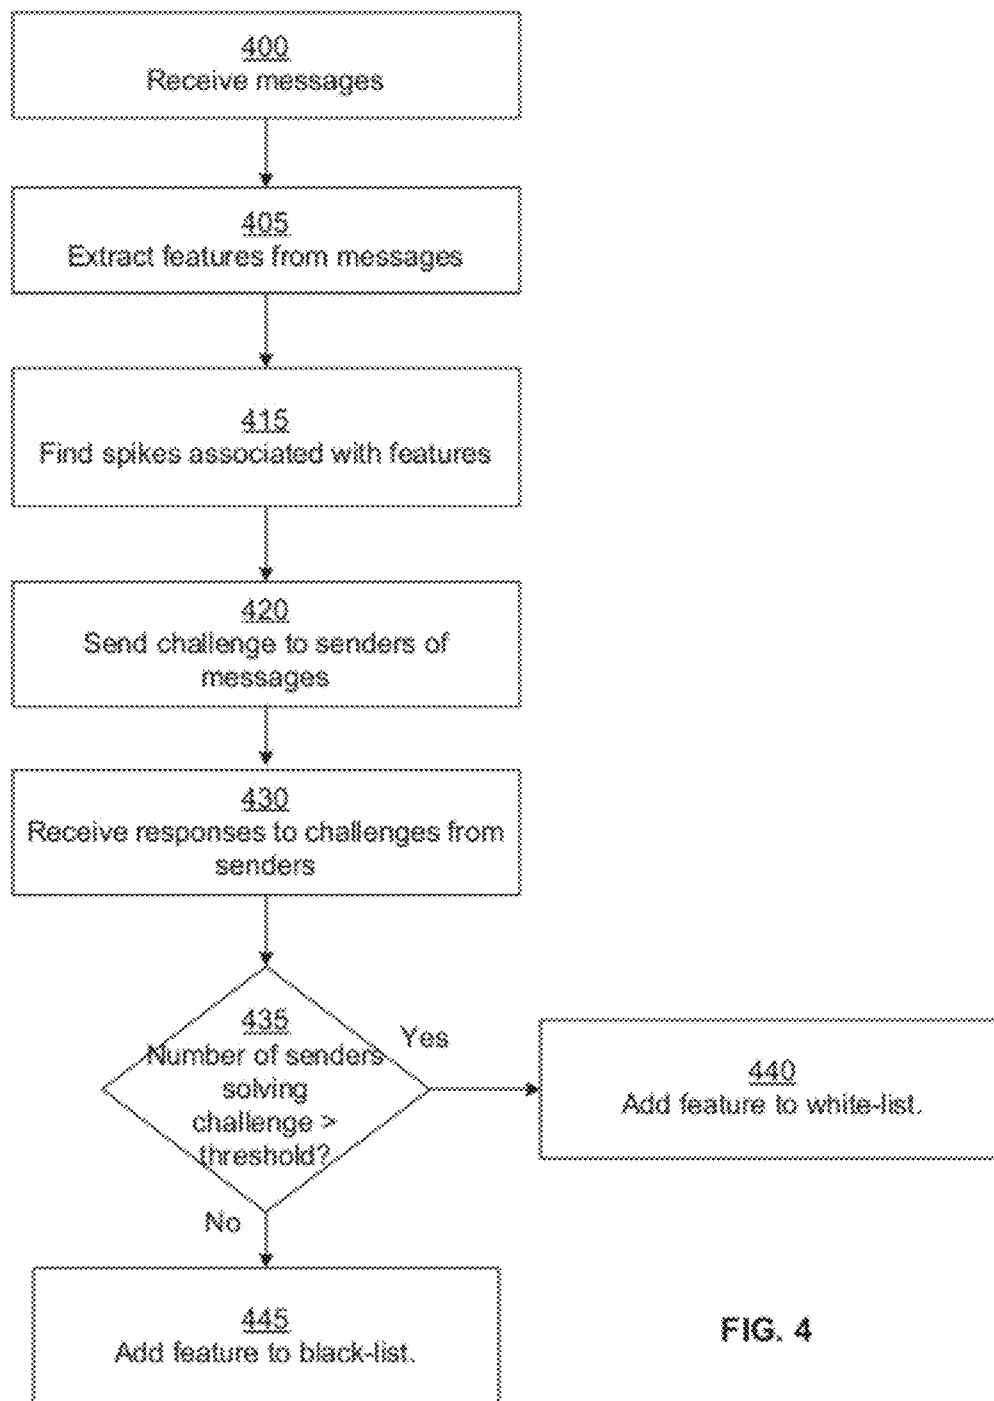 400
Receive messages
405
Extract features from messages
415
Find spikes associated with features
420
Send challenge to senders of
messages
430
Receive responses to challenges from
senders
435
Number of senders
solving
challenge >
threshold?
Yes
440
Add feature to white-list.
No
445
Add feature to black-list.
FIG. 4